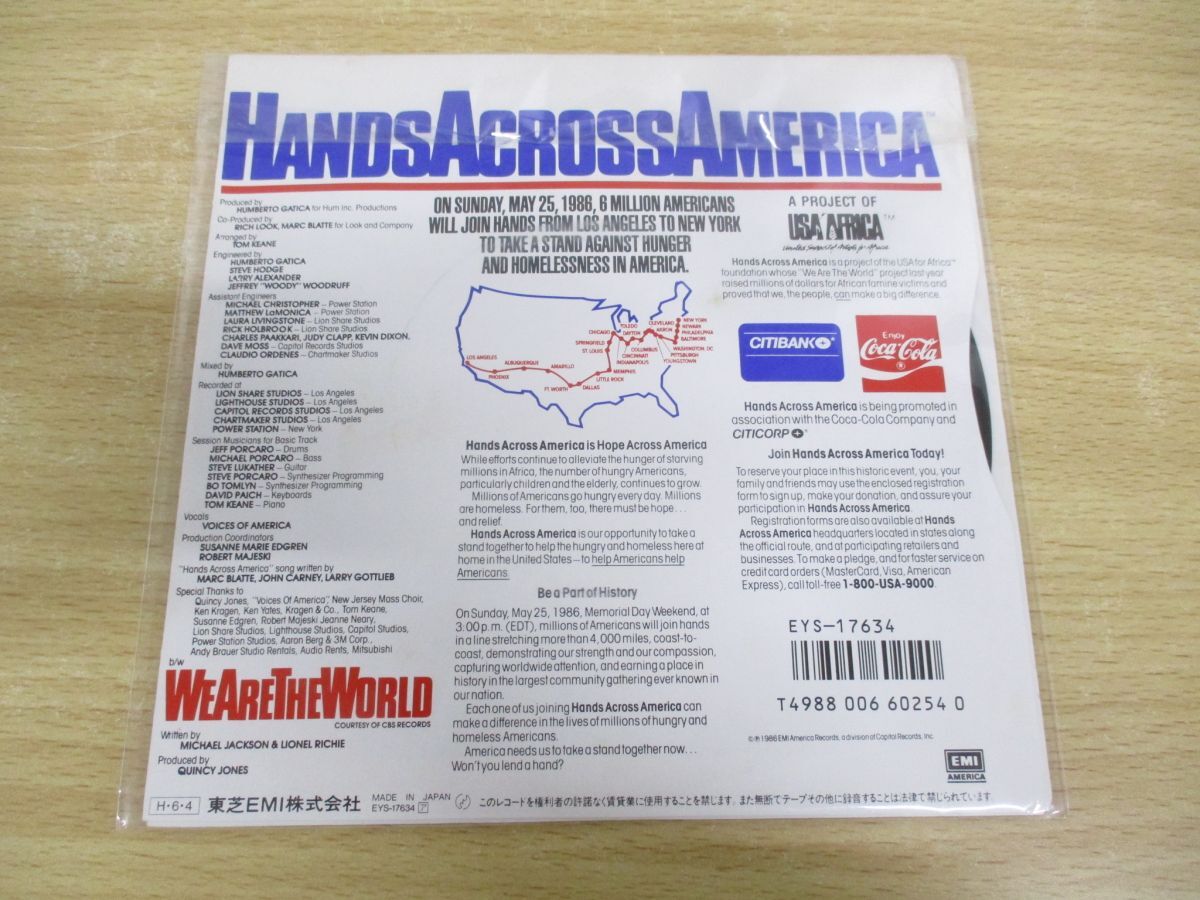 HANDSACROSSAMERICA™
Produced by
HUMBERTO GATICA for Hum Inc. Productions
Co-Produced by
RICH LOOK, MARC BLATTE for Look and Company
Arranged by
TOM KEANE
Engineered by
HUMBERTO GATICA
STEVE HODGE
LARRY ALEXANDER
JEFFREY "WOODY" WOODRUFF
Assistant Engineers
MICHAEL CHRISTOPHER – Power Station
MATTHEW LaMONICA – Power Station
LAURA LIVINGSTONE – Lion Share Studios
RICK HOLBROOK – Lion Share Studios
CHARLES PAAKKARI, JUDY CLAPP, KEVIN DIXON,
DAVE MOSS – Capitol Records Studios
CLAUDIO ORDENES – Chartmaker Studios
Mixed by
HUMBERTO GATICA
Recorded at
LION SHARE STUDIOS – Los Angeles
LIGHTHOUSE STUDIOS – Los Angeles
CAPITOL RECORDS STUDIOS – Los Angeles
CHARTMAKER STUDIOS – Los Angeles
POWER STATION – New York
Session Musicians for Basic Track
JEFF PORCARO – Drums
MICHAEL PORCARO – Bass
STEVE LUKATHER – Guitar
STEVE PORCARO – Synthesizer Programming
BO TOMLYN – Synthesizer Programming
DAVID PAICH – Keyboards
TOM KEANE – Piano
Vocals
VOICES OF AMERICA
Production Coordinators
SUSANNE MARIE EDGREN
ROBERT MAJESKI
"Hands Across America" song written by
MARC BLATTE, JOHN CARNEY, LARRY GOTTLIEB
Special Thanks to
Quincy Jones, "Voices Of America", New Jersey Mass Choir,
Ken Kragen, Ken Yates, Kragen & Co., Tom Keane,
Susanne Edgren, Robert Majeski Jeanne Neary,
Lion Share Studios, Lighthouse Studios, Capitol Studios,
Power Station Studios, Aaron Berg & 3M Corp.,
Andy Brauer Studio Rentals, Audio Rents, Mitsubishi
b/w
WEARETHEWORLD
COURTESY OF CBS RECORDS
Written by
MICHAEL JACKSON & LIONEL RICHIE
Produced by
QUINCY JONES
ON SUNDAY, MAY 25, 1986, 6 MILLION AMERICANS
WILL JOIN HANDS FROM LOS ANGELES TO NEW YORK
TO TAKE A STAND AGAINST HUNGER
AND HOMELESSNESS IN AMERICA.
LOS ANGELES
PHOENIX
ALBUQUERQUE
AMARILLO
FT. WORTH
DALLAS
LITTLE ROCK
MEMPHIS
ST. LOUIS
SPRINGFIELD
CHICAGO
INDIANAPOLIS
CINCINNATI
COLUMBUS
DAYTON
TOLEDO
CLEVELAND
AKRON
YOUNGSTOWN
PITTSBURGH
WASHINGTON, DC
BALTIMORE
PHILADELPHIA
NEWARK
NEW YORK
Hands Across America is Hope Across America
While efforts continue to alleviate the hunger of starving
millions in Africa, the number of hungry Americans,
particularly children and the elderly, continues to grow.
Millions of Americans go hungry every day. Millions
are homeless. For them, too, there must be hope...
and relief.
Hands Across America is our opportunity to take a
stand together to help the hungry and homeless here at
home in the United States – to help Americans help
Americans.
Be a Part of History
On Sunday, May 25, 1986, Memorial Day Weekend, at
3:00 p.m. (EDT), millions of Americans will join hands
in a line stretching more than 4,000 miles, coast-to-
coast, demonstrating our strength and our compassion,
capturing worldwide attention, and earning a place in
history in the largest community gathering ever known in
our nation.
Each one of us joining Hands Across America can
make a difference in the lives of millions of hungry and
homeless Americans.
America needs us to take a stand together now...
Won't you lend a hand?
A PROJECT OF
USA AFRICA™
United Support of Artists for Africa
Hands Across America is a project of the USA for Africa™
foundation whose "We Are The World" project last year
raised millions of dollars for African famine victims and
proved that we, the people, can make a big difference.
CITIBANK
Enjoy
Coca-Cola
®
Hands Across America is being promoted in
association with the Coca-Cola Company and
CITICORP
Join Hands Across America Today!
To reserve your place in this historic event, you, your
family and friends may use the enclosed registration
form to sign up, make your donation, and assure your
participation in Hands Across America.
Registration forms are also available at Hands
Across America headquarters located in states along
the official route, and at participating retailers and
businesses. To make a pledge, and for faster service on
credit card orders (MasterCard, Visa, American
Express), call toll-free 1-800-USA-9000.
EYS-17634
T4988 006 60254 0
©℗1986 EMI America Records, a division of Capitol Records, Inc.
EMI
AMERICA
H・6・4 東芝EMI株式会社 MADE IN JAPAN
EYS-17634 ア
このレコードを権利者の許諾なく賃貸業に使用することを禁じます。また無断でテープその他に録音することは法律で禁じられています